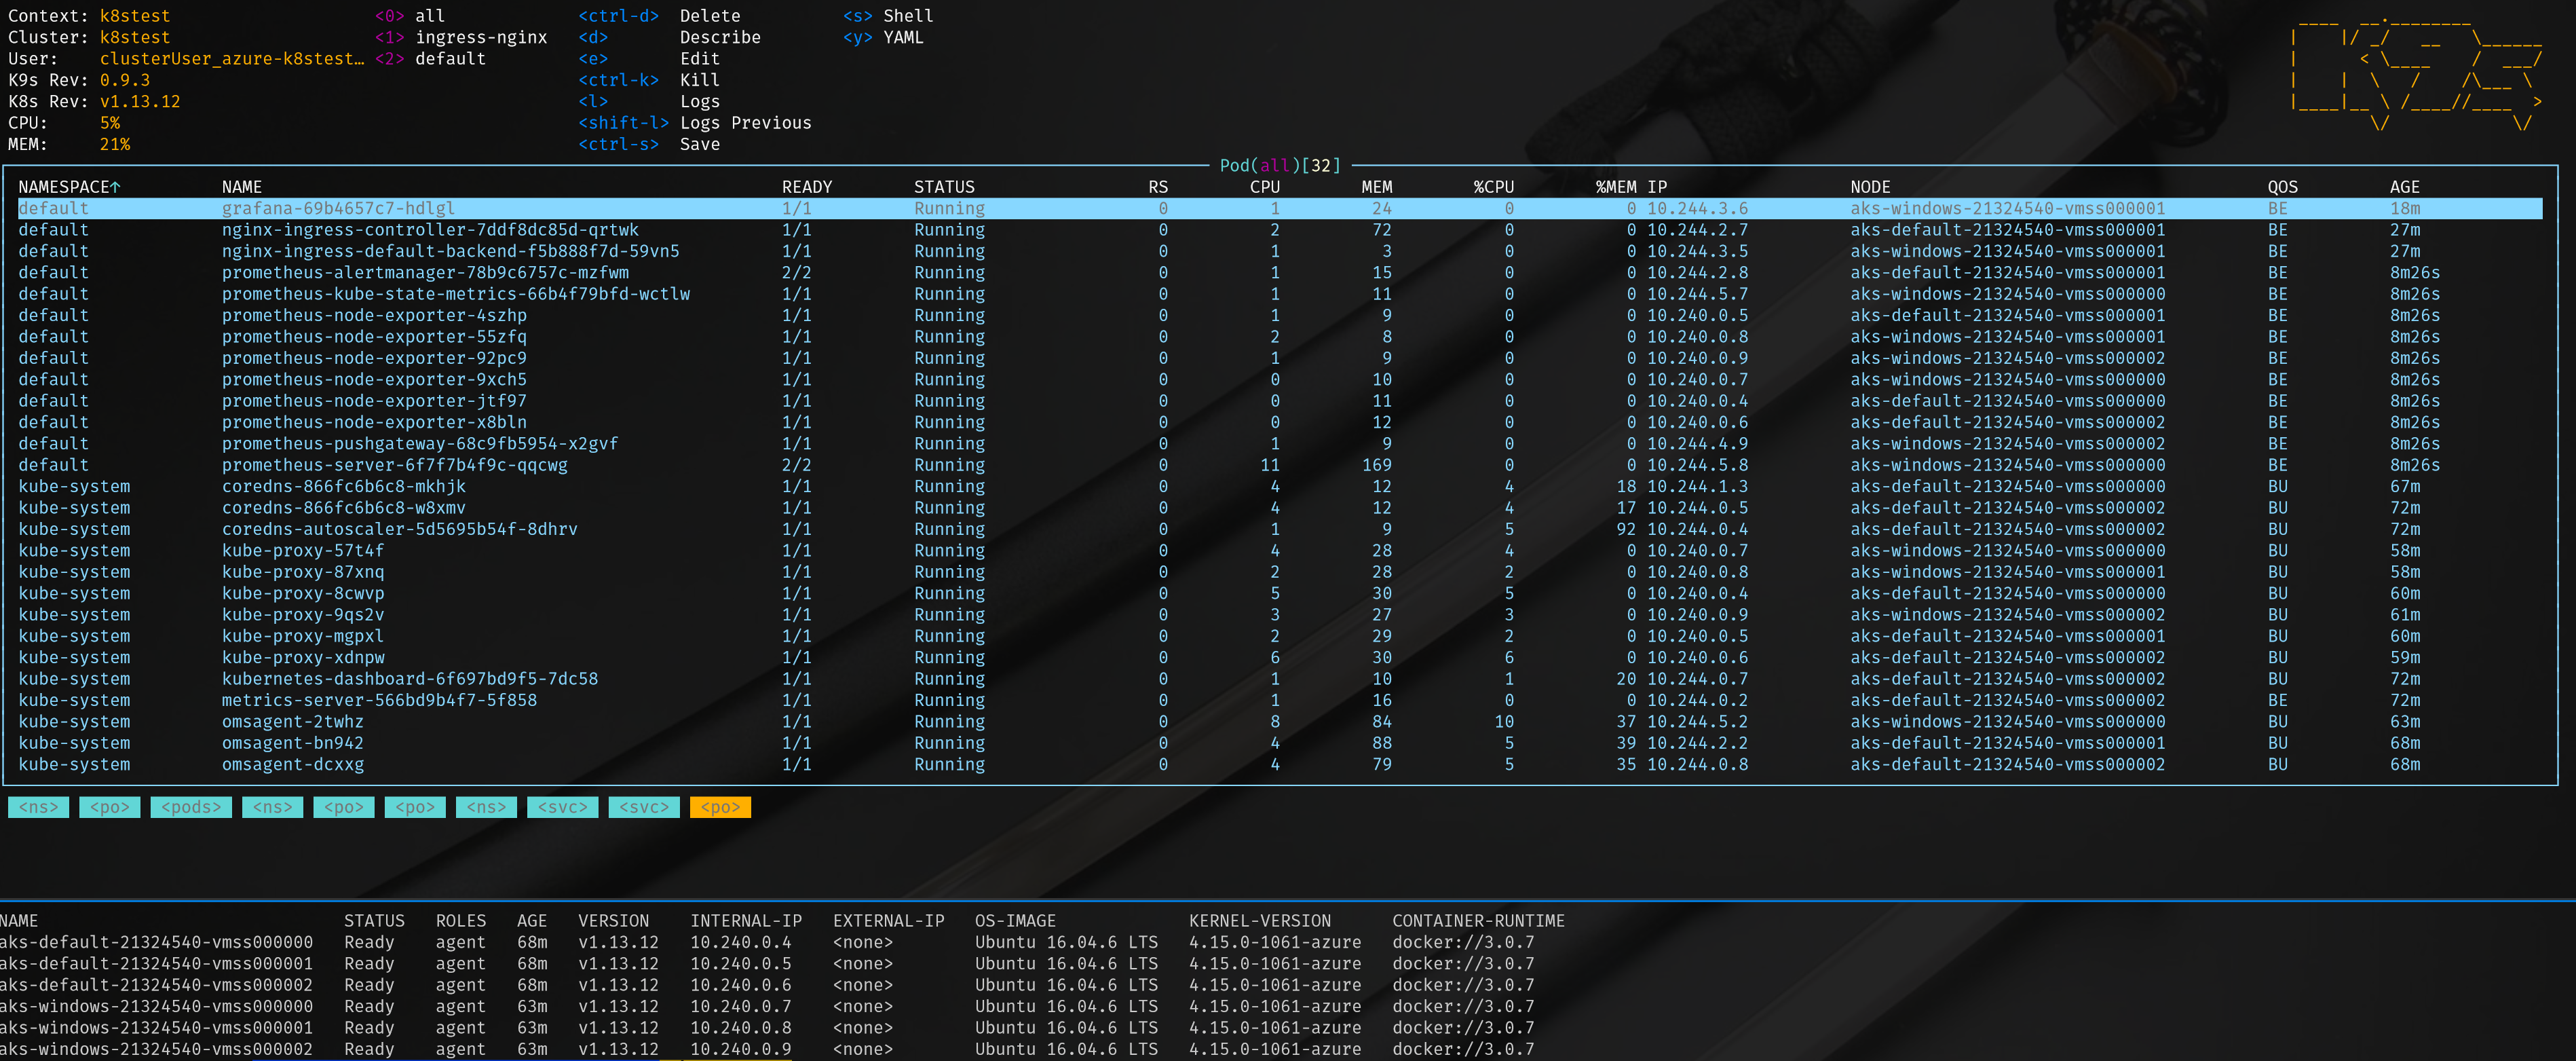 Context: k8stest <0> all <ctrl-d> Delete <s> Shell
Cluster: k8stest <1> ingress-nginx <d> Describe <y> YAML
User: clusterUser_azure-k8stest… <2> default <e> Edit
K9s Rev: 0.9.3 <ctrl-k> Kill
K8s Rev: v1.13.12 <l> Logs
CPU: 5% <shift-l> Logs Previous
MEM: 21% <ctrl-s> Save
Pod(all)[32]
NAMESPACE↑ NAME READY STATUS RS CPU MEM %CPU %MEM IP NODE QOS AGE
default grafana-69b4657c7-hdlgl 1/1 Running 0 1 24 0 0 10.244.3.6 aks-windows-21324540-vmss000001 BE 18m
default nginx-ingress-controller-7ddf8dc85d-qrtwk 1/1 Running 0 2 72 0 0 10.244.2.7 aks-default-21324540-vmss000001 BE 27m
default nginx-ingress-default-backend-f5b888f7d-59vn5 1/1 Running 0 1 3 0 0 10.244.3.5 aks-windows-21324540-vmss000001 BE 27m
default prometheus-alertmanager-78b9c6757c-mzfwm 2/2 Running 0 1 15 0 0 10.244.2.8 aks-default-21324540-vmss000001 BE 8m26s
default prometheus-kube-state-metrics-66b4f79bfd-wctlw 1/1 Running 0 1 11 0 0 10.244.5.7 aks-windows-21324540-vmss000000 BE 8m26s
default prometheus-node-exporter-4szhp 1/1 Running 0 1 9 0 0 10.240.0.5 aks-default-21324540-vmss000001 BE 8m26s
default prometheus-node-exporter-55zfq 1/1 Running 0 2 8 0 0 10.240.0.8 aks-windows-21324540-vmss000001 BE 8m26s
default prometheus-node-exporter-92pc9 1/1 Running 0 1 9 0 0 10.240.0.9 aks-windows-21324540-vmss000002 BE 8m26s
default prometheus-node-exporter-9xch5 1/1 Running 0 0 10 0 0 10.240.0.7 aks-windows-21324540-vmss000000 BE 8m26s
default prometheus-node-exporter-jtf97 1/1 Running 0 0 11 0 0 10.240.0.4 aks-default-21324540-vmss000000 BE 8m26s
default prometheus-node-exporter-x8bln 1/1 Running 0 0 12 0 0 10.240.0.6 aks-default-21324540-vmss000002 BE 8m26s
default prometheus-pushgateway-68c9fb5954-x2gvf 1/1 Running 0 1 9 0 0 10.244.4.9 aks-windows-21324540-vmss000002 BE 8m26s
default prometheus-server-6f7f7b4f9c-qqcwg 2/2 Running 0 11 169 0 0 10.244.5.8 aks-windows-21324540-vmss000000 BE 8m26s
kube-system coredns-866fc6b6c8-mkhjk 1/1 Running 0 4 12 4 18 10.244.1.3 aks-default-21324540-vmss000000 BU 67m
kube-system coredns-866fc6b6c8-w8xmv 1/1 Running 0 4 12 4 17 10.244.0.5 aks-default-21324540-vmss000002 BU 72m
kube-system coredns-autoscaler-5d5695b54f-8dhrv 1/1 Running 0 1 9 5 92 10.244.0.4 aks-default-21324540-vmss000002 BU 72m
kube-system kube-proxy-57t4f 1/1 Running 0 4 28 4 0 10.240.0.7 aks-windows-21324540-vmss000000 BU 58m
kube-system kube-proxy-87xnq 1/1 Running 0 2 28 2 0 10.240.0.8 aks-windows-21324540-vmss000001 BU 58m
kube-system kube-proxy-8cwvp 1/1 Running 0 5 30 5 0 10.240.0.4 aks-default-21324540-vmss000000 BU 60m
kube-system kube-proxy-9qs2v 1/1 Running 0 3 27 3 0 10.240.0.9 aks-windows-21324540-vmss000002 BU 61m
kube-system kube-proxy-mgpxl 1/1 Running 0 2 29 2 0 10.240.0.5 aks-default-21324540-vmss000001 BU 60m
kube-system kube-proxy-xdnpw 1/1 Running 0 6 30 6 0 10.240.0.6 aks-default-21324540-vmss000002 BU 59m
kube-system kubernetes-dashboard-6f697bd9f5-7dc58 1/1 Running 0 1 10 1 20 10.244.0.7 aks-default-21324540-vmss000002 BU 72m
kube-system metrics-server-566bd9b4f7-5f858 1/1 Running 0 1 16 0 0 10.244.0.2 aks-default-21324540-vmss000002 BE 72m
kube-system omsagent-2twhz 1/1 Running 0 8 84 10 37 10.244.5.2 aks-windows-21324540-vmss000000 BU 63m
kube-system omsagent-bn942 1/1 Running 0 4 88 5 39 10.244.2.2 aks-default-21324540-vmss000001 BU 68m
kube-system omsagent-dcxxg 1/1 Running 0 4 79 5 35 10.244.0.8 aks-default-21324540-vmss000002 BU 68m
<ns> <po> <pods> <ns> <po> <po> <ns> <svc> <svc> <po>
NAME STATUS ROLES AGE VERSION INTERNAL-IP EXTERNAL-IP OS-IMAGE KERNEL-VERSION CONTAINER-RUNTIME
aks-default-21324540-vmss000000 Ready agent 68m v1.13.12 10.240.0.4 <none> Ubuntu 16.04.6 LTS 4.15.0-1061-azure docker://3.0.7
aks-default-21324540-vmss000001 Ready agent 68m v1.13.12 10.240.0.5 <none> Ubuntu 16.04.6 LTS 4.15.0-1061-azure docker://3.0.7
aks-default-21324540-vmss000002 Ready agent 68m v1.13.12 10.240.0.6 <none> Ubuntu 16.04.6 LTS 4.15.0-1061-azure docker://3.0.7
aks-windows-21324540-vmss000000 Ready agent 63m v1.13.12 10.240.0.7 <none> Ubuntu 16.04.6 LTS 4.15.0-1061-azure docker://3.0.7
aks-windows-21324540-vmss000001 Ready agent 63m v1.13.12 10.240.0.8 <none> Ubuntu 16.04.6 LTS 4.15.0-1061-azure docker://3.0.7
aks-windows-21324540-vmss000002 Ready agent 63m v1.13.12 10.240.0.9 <none> Ubuntu 16.04.6 LTS 4.15.0-1061-azure docker://3.0.7